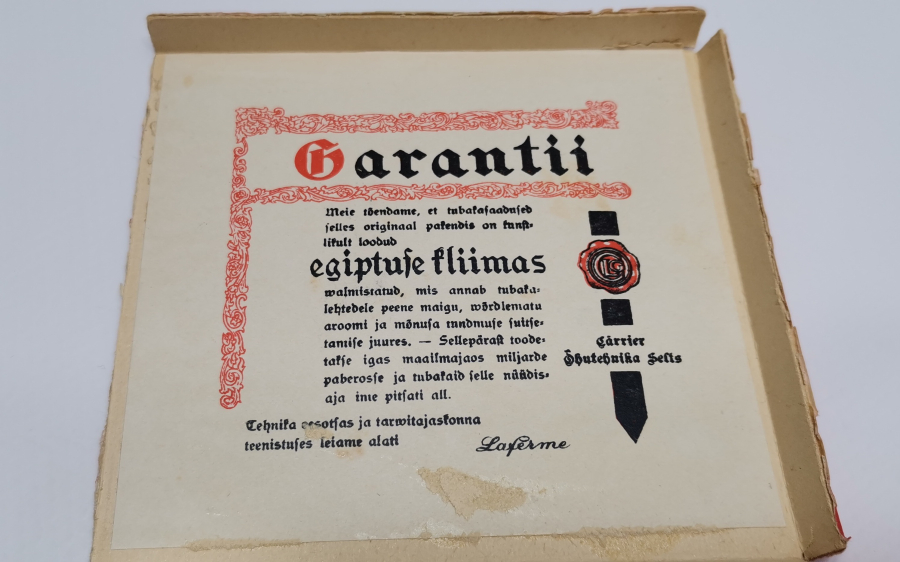 Garantii
Meie tõendame, et tubakasaadused
selles originaal pakendis on kunst-
likult loodud
egiptuse kliimas
walmistatud, mis annab tubaka-
lehtedele peene maigu, wõrdlematu
aroomi ja mõnusa tundmuse suitse-
tamise juures. — Sellepärast toode-
takse igas maailmajaos miljarde
paberosse ja tubakaid selle nüüdis-
aja ime pitsati all.
Cärrier
Õhutehnika Selts
Tehnika eesotsas ja tarwitajaskonna
teenistuses leiame alati
Laferme